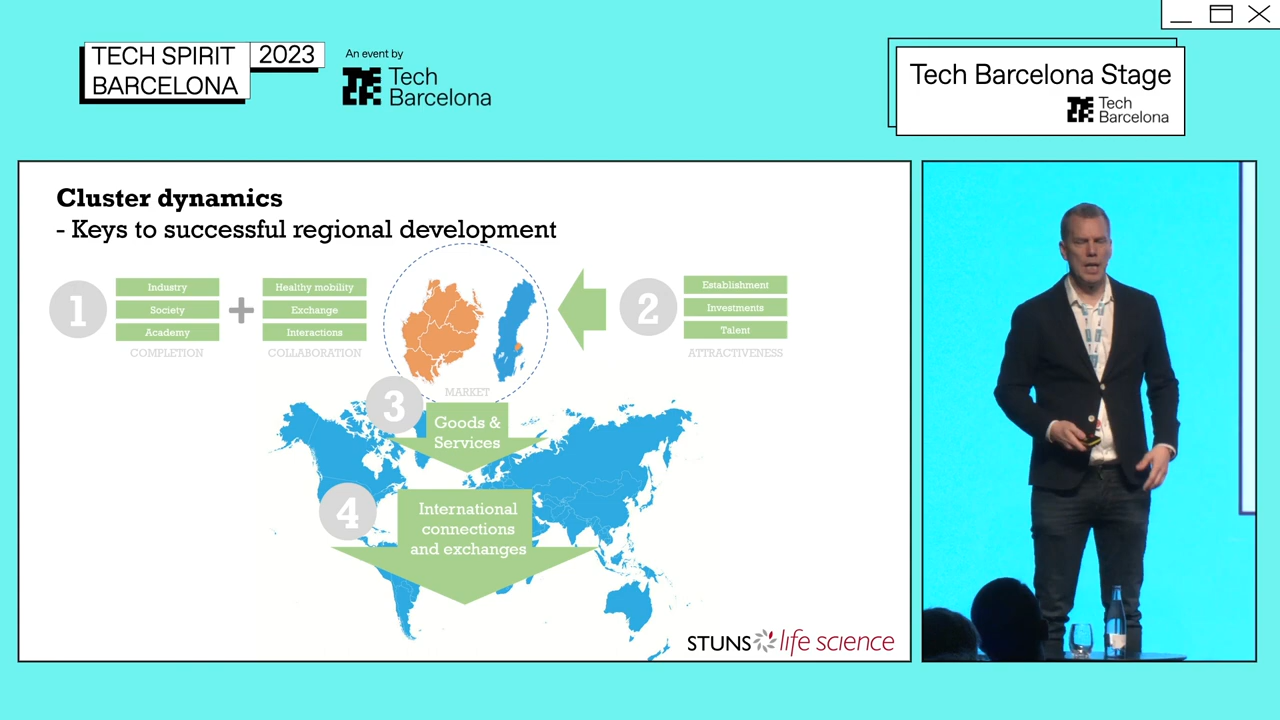 TECH SPIRIT
BARCELONA
2023
An event by
Tech
Barcelona
Tech Barcelona Stage
Tech
Barcelona
Cluster dynamics
- Keys to successful regional development
1
Industry
Society
Academy
COMPLETION
+
Healthy mobility
Exchange
Interactions
COLLABORATION
MARKET
2
Establishment
Investments
Talent
ATTRACTIVENESS
3
Goods &
Services
4
International
connections
and exchanges
STUNS life science